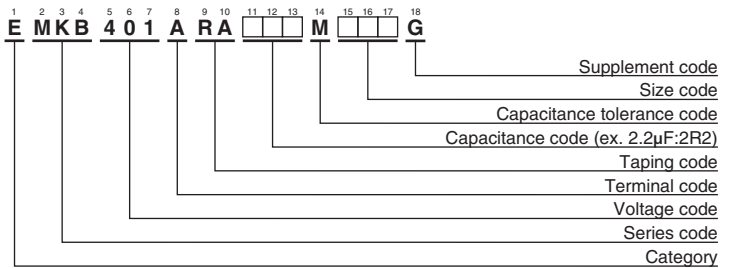 1 2 3 4 5 6 7 8 9 10 11 12 13 14 15 16 17 18
E MKB 401 A RA □□□ M □□□ G
Supplement code
Size code
Capacitance tolerance code
Capacitance code (ex. 2.2μF:2R2)
Taping code
Terminal code
Voltage code
Series code
Category